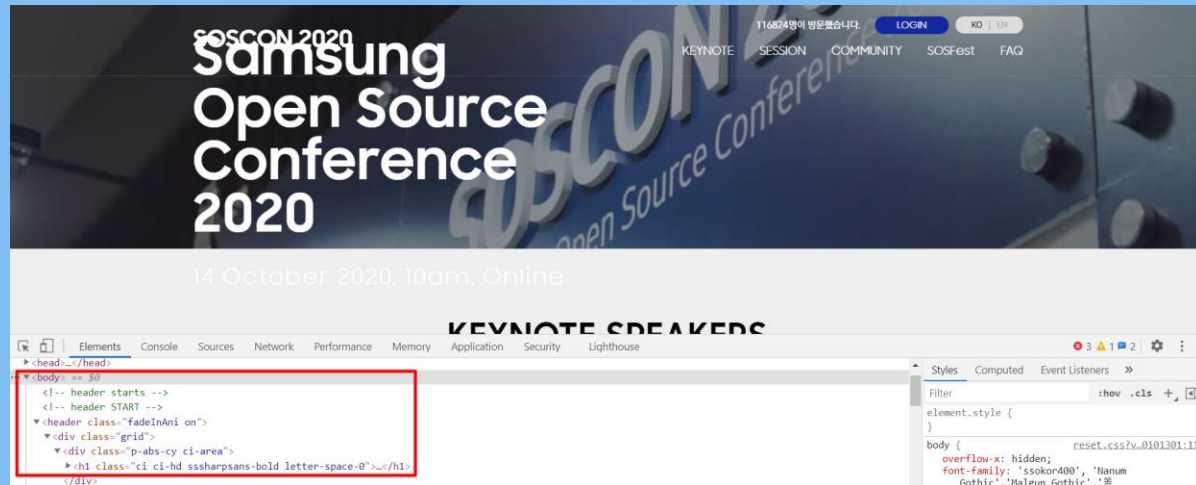 116824명이 방문했습니다. LOGIN KO | EN
SOSCON 2020
KEYNOTE SESSION COMMUNITY SOSFest FAQ
Samsung
Open Source
Conference
2020
SOSCON 2020
Open Source Conference
14 October 2020, 10am, Online
KEYNOTE SPEAKERS
Elements Console Sources Network Performance Memory Application Security Lighthouse 3 1 2
▶<head>…</head>
▼<body> == $0
<!-- header starts -->
<!-- header START -->
▼<header class="fadeInAni on">
▼<div class="grid">
▼<div class="p-abs-cy ci-area">
▶<h1 class="ci ci-hd sssharpsans-bold letter-space-0">…</h1>
</div>
Styles Computed Event Listeners »
Filter :hov .cls +
element.style {
}
body { reset.css?v…0101301:11
overflow-x: hidden;
font-family: 'ssokor400', 'Nanum
Gothic','Malgun Gothic','돋